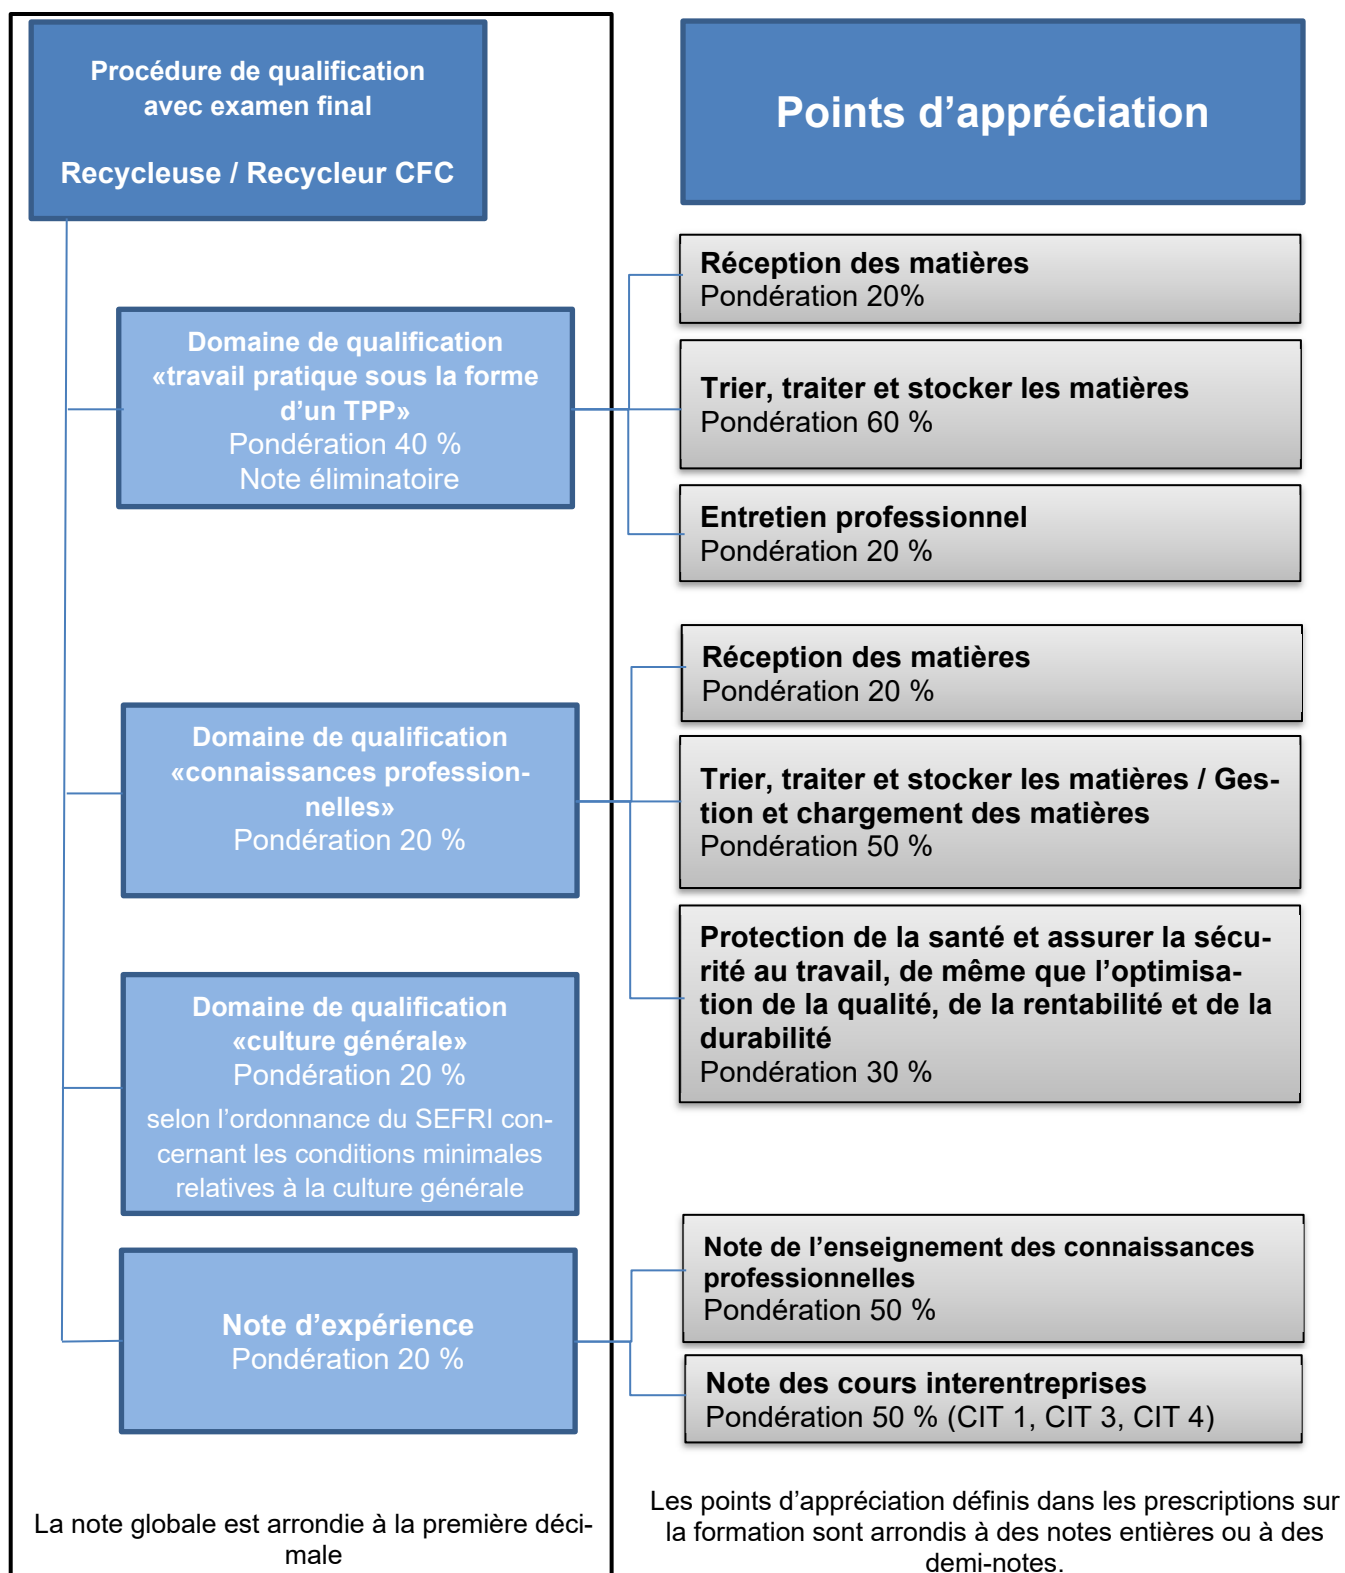 Procédure de qualification
avec examen final
Recycleuse / Recycleur CFC
Points d’appréciation
Domaine de qualification
«travail pratique sous la forme
d’un TPP»
Pondération 40 %
Note éliminatoire
Réception des matières
Pondération 20%
Trier, traiter et stocker les matières
Pondération 60 %
Entretien professionnel
Pondération 20 %
Domaine de qualification
«connaissances profession-
nelles»
Pondération 20 %
Réception des matières
Pondération 20 %
Trier, traiter et stocker les matières / Ges-
tion et chargement des matières
Pondération 50 %
Protection de la santé et assurer la sécu-
rité au travail, de même que l’optimisa-
tion de la qualité, de la rentabilité et de la
durabilité
Pondération 30 %
Domaine de qualification
«culture générale»
Pondération 20 %
selon l’ordonnance du SEFRI con-
cernant les conditions minimales
relatives à la culture générale
Note d’expérience
Pondération 20 %
Note de l’enseignement des connaissances
professionnelles
Pondération 50 %
Note des cours interentreprises
Pondération 50 % (CIT 1, CIT 3, CIT 4)
La note globale est arrondie à la première déci-
male
Les points d’appréciation définis dans les prescriptions sur
la formation sont arrondis à des notes entières ou à des
demi-notes.